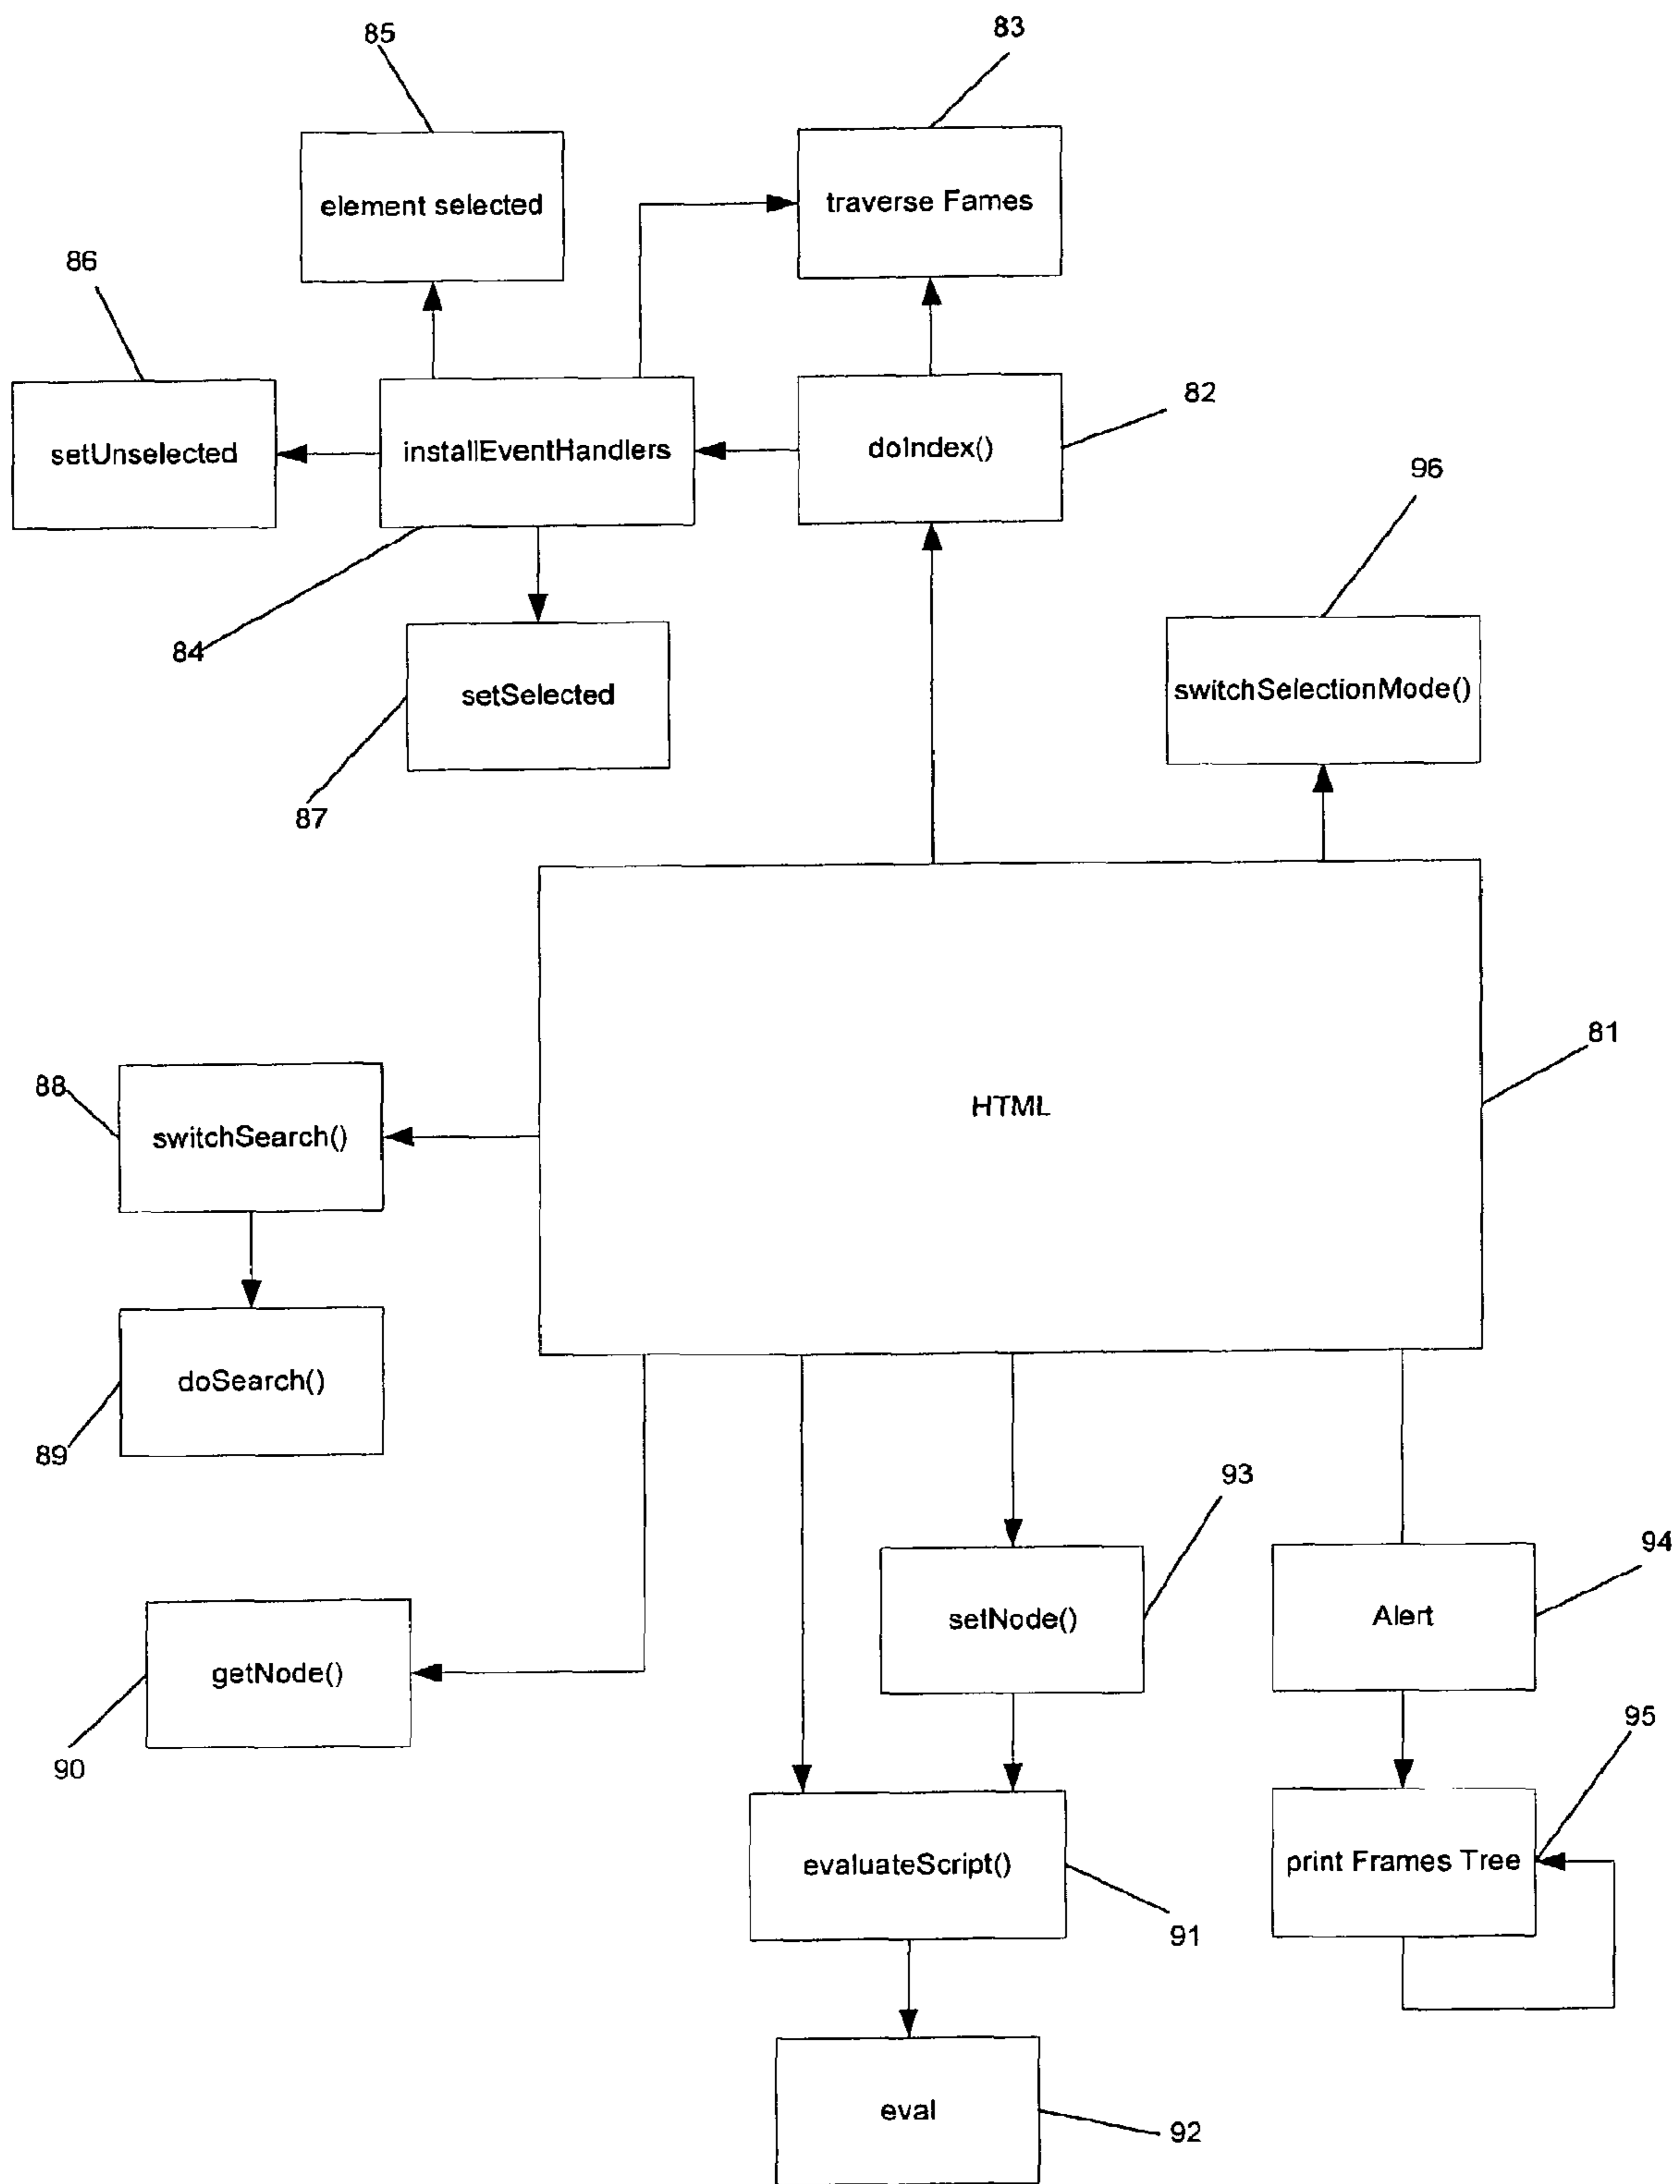 85
83
element selected
traverse Fames
86
82
setUnselected
installEventHandlers
doIndex()
96
84
setSelected
switchSelectionMode()
87
81
HTML
88
switchSearch()
doSearch()
89
93
94
setNode()
Alert
getNode()
95
90
evaluateScript()
print Frames Tree
91
eval
92